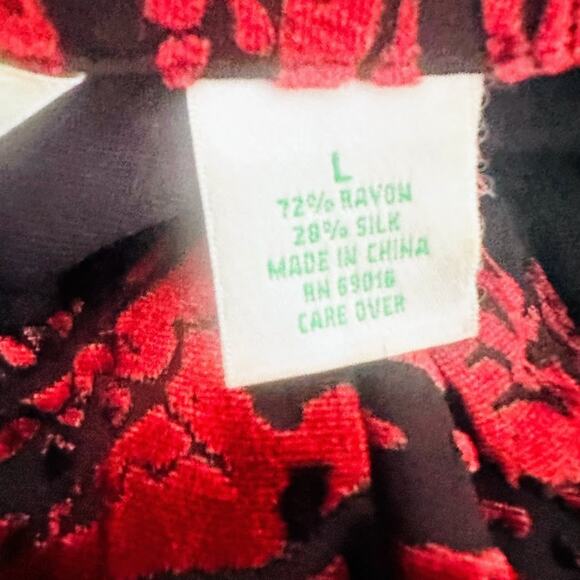 L
72% RAYON
28% SILK
MADE IN CHINA
RN 69016
CARE OVER